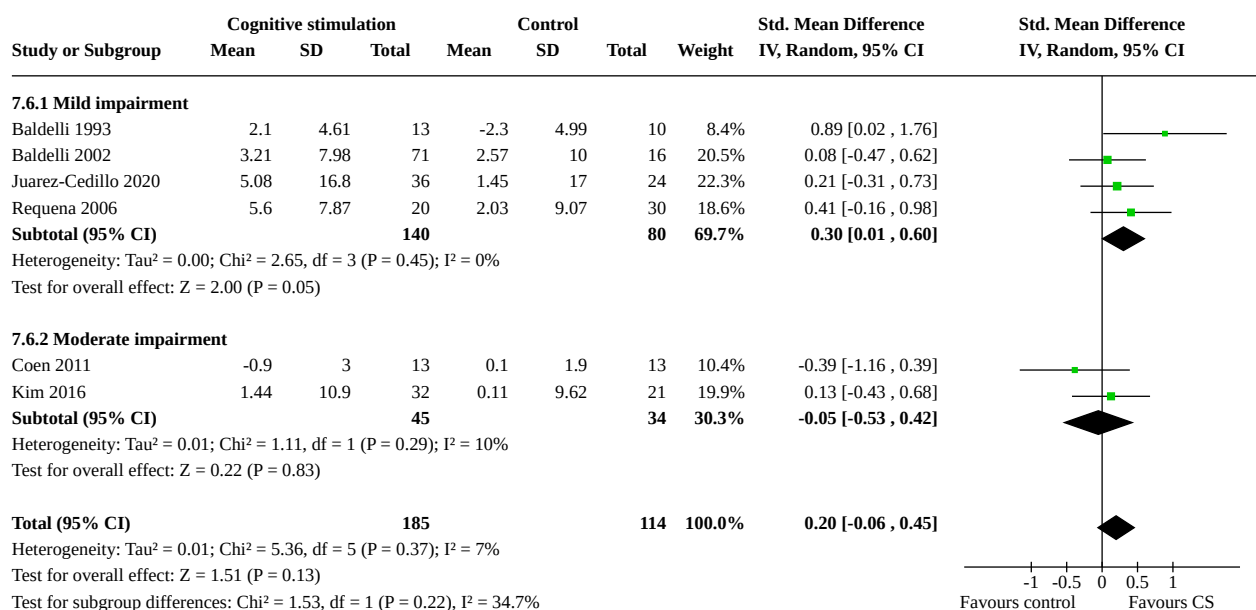 Cognitive stimulation Control Std. Mean Difference Std. Mean Difference
Study or Subgroup Mean SD Total Mean SD Total Weight IV, Random, 95% CI IV, Random, 95% CI
7.6.1 Mild impairment
Baldelli 1993 2.1 4.61 13 -2.3 4.99 10 8.4% 0.89 [0.02 , 1.76]
Baldelli 2002 3.21 7.98 71 2.57 10 16 20.5% 0.08 [-0.47 , 0.62]
Juarez-Cedillo 2020 5.08 16.8 36 1.45 17 24 22.3% 0.21 [-0.31 , 0.73]
Requena 2006 5.6 7.87 20 2.03 9.07 30 18.6% 0.41 [-0.16 , 0.98]
Subtotal (95% CI) 140 80 69.7% 0.30 [0.01 , 0.60]
Heterogeneity: Tau² = 0.00; Chi² = 2.65, df = 3 (P = 0.45); I² = 0%
Test for overall effect: Z = 2.00 (P = 0.05)
7.6.2 Moderate impairment
Coen 2011 -0.9 3 13 0.1 1.9 13 10.4% -0.39 [-1.16 , 0.39]
Kim 2016 1.44 10.9 32 0.11 9.62 21 19.9% 0.13 [-0.43 , 0.68]
Subtotal (95% CI) 45 34 30.3% -0.05 [-0.53 , 0.42]
Heterogeneity: Tau² = 0.01; Chi² = 1.11, df = 1 (P = 0.29); I² = 10%
Test for overall effect: Z = 0.22 (P = 0.83)
Total (95% CI) 185 114 100.0% 0.20 [-0.06 , 0.45]
Heterogeneity: Tau² = 0.01; Chi² = 5.36, df = 5 (P = 0.37); I² = 7%
Test for overall effect: Z = 1.51 (P = 0.13)
-1 -0.5 0 0.5 1
Test for subgroup differences: Chi² = 1.53, df = 1 (P = 0.22), I² = 34.7%
Favours control Favours CS